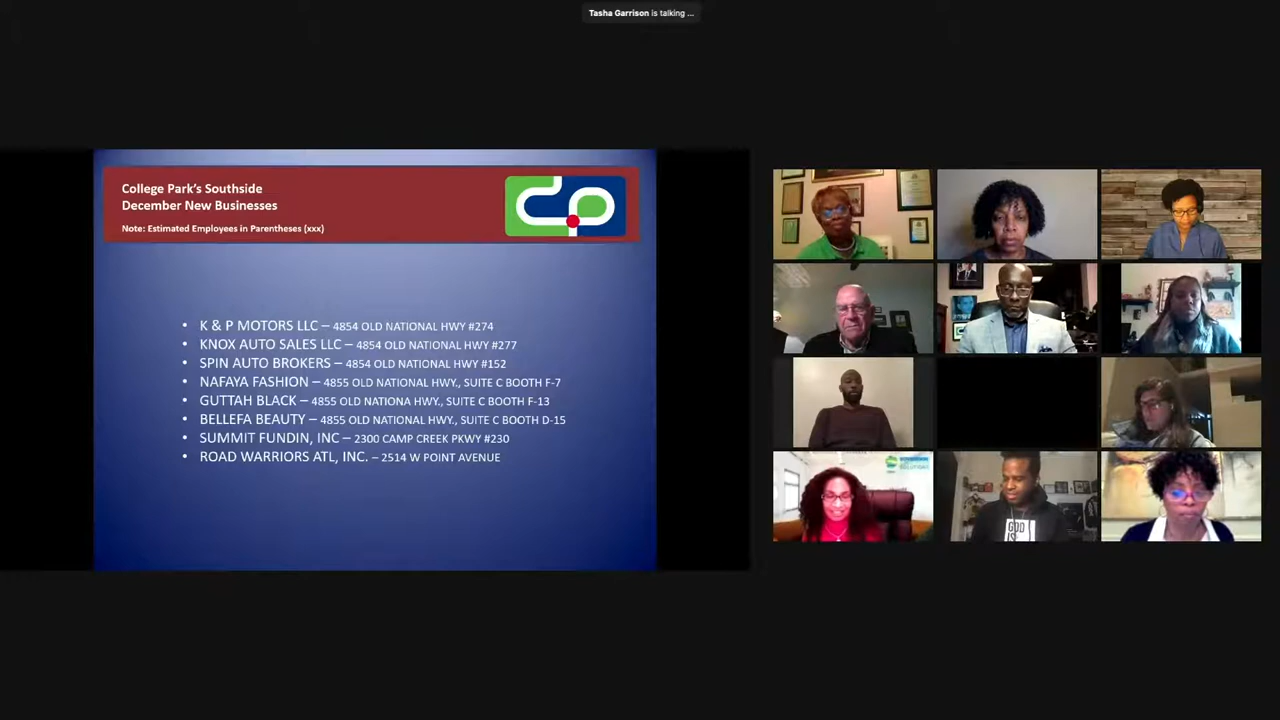 Tasha Garrison is talking ...
College Park's Southside
December New Businesses
Note: Estimated Employees in Parentheses (xxx)
cp
• K & P MOTORS LLC – 4854 OLD NATIONAL HWY #274
• KNOX AUTO SALES LLC – 4854 OLD NATIONAL HWY #277
• SPIN AUTO BROKERS – 4854 OLD NATIONAL HWY #152
• NAFAYA FASHION – 4855 OLD NATIONAL HWY., SUITE C BOOTH F-7
• GUTTAH BLACK – 4855 OLD NATIONA HWY., SUITE C BOOTH F-13
• BELLEFA BEAUTY – 4855 OLD NATIONAL HWY., SUITE C BOOTH D-15
• SUMMIT FUNDIN, INC – 2300 CAMP CREEK PKWY #230
• ROAD WARRIORS ATL, INC. – 2514 W POINT AVENUE
GOD
IS